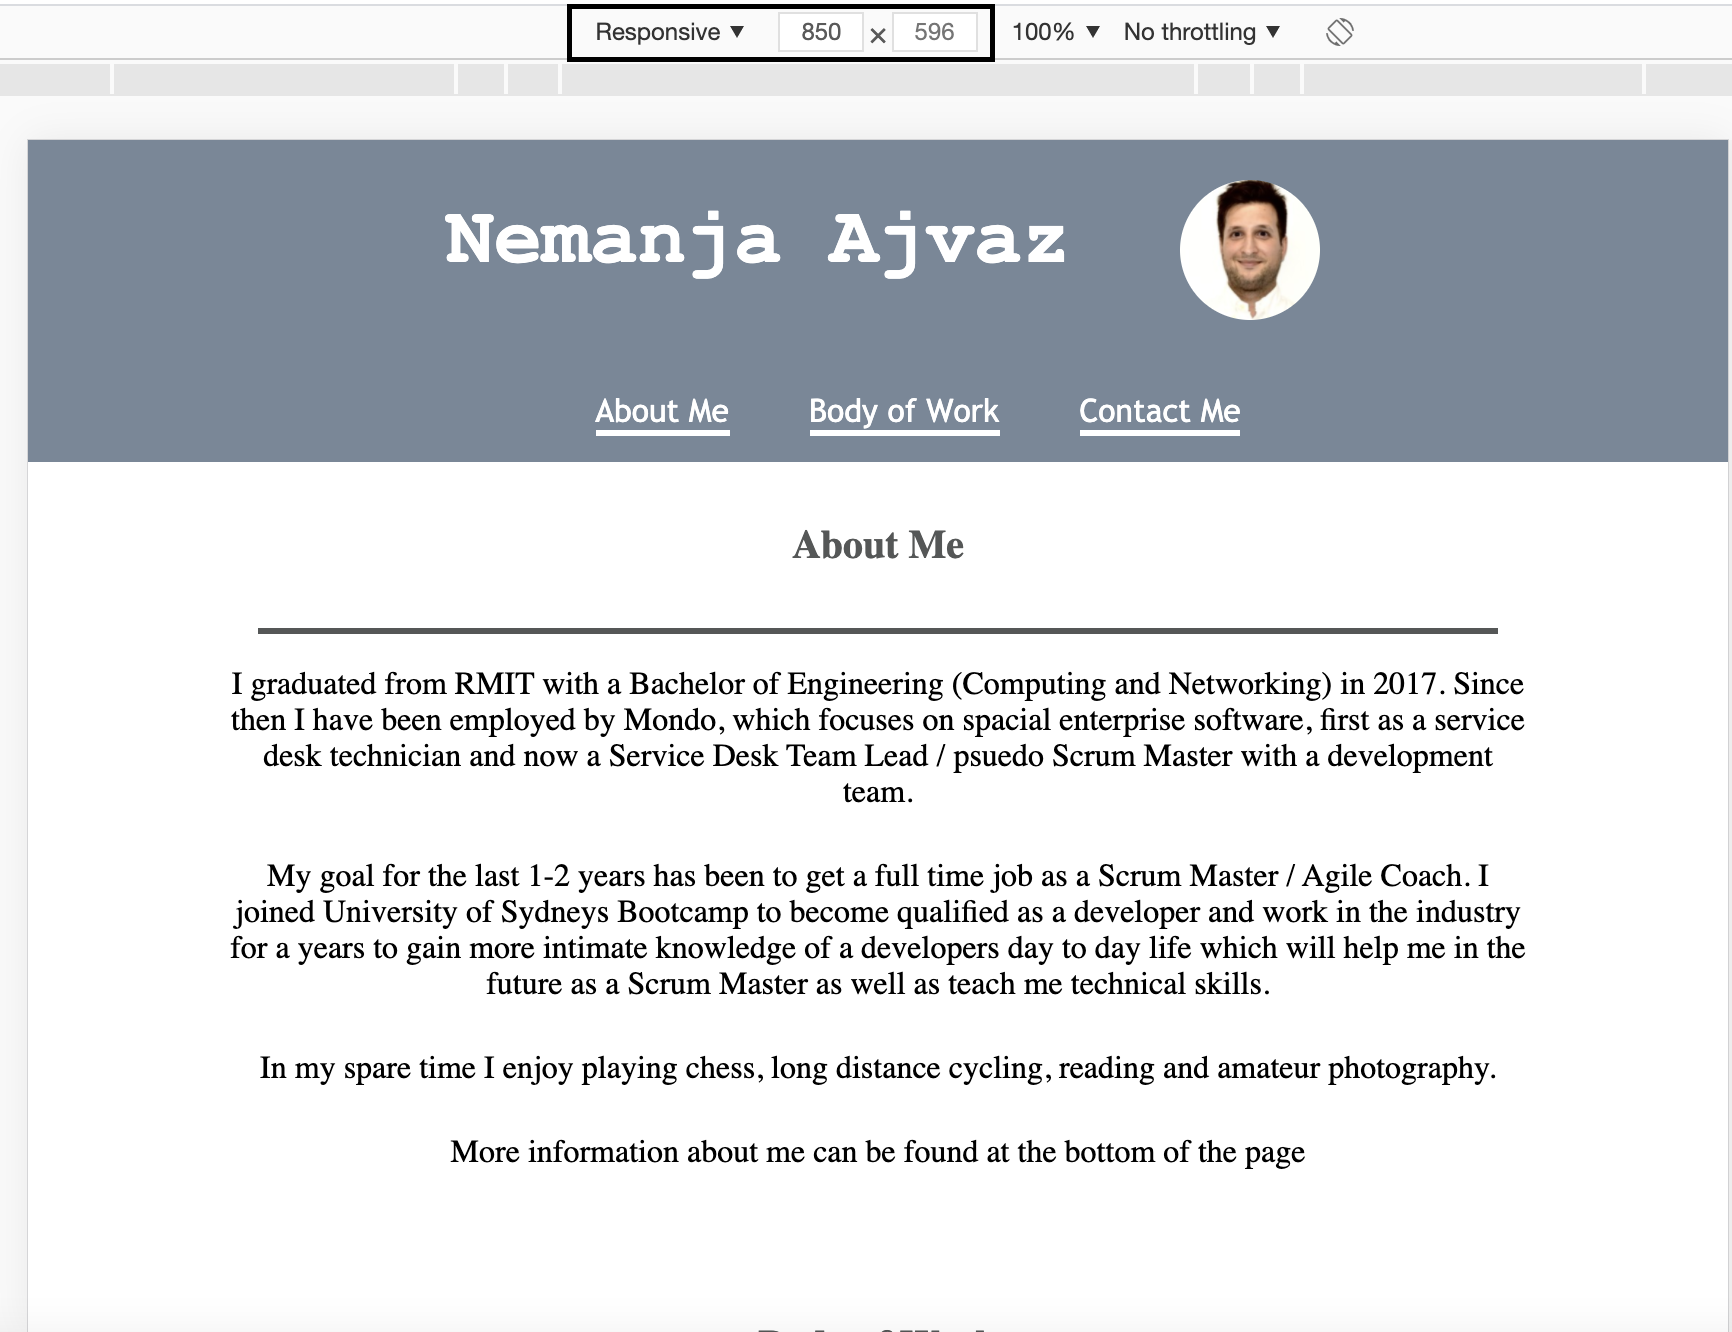 Responsive ▼ 850 × 596 100% ▼ No throttling ▼
Nemanja Ajvaz
About Me Body of Work Contact Me
About Me
I graduated from RMIT with a Bachelor of Engineering (Computing and Networking) in 2017. Since
then I have been employed by Mondo, which focuses on spacial enterprise software, first as a service
desk technician and now a Service Desk Team Lead / psuedo Scrum Master with a development
team.
My goal for the last 1-2 years has been to get a full time job as a Scrum Master / Agile Coach. I
joined University of Sydneys Bootcamp to become qualified as a developer and work in the industry
for a years to gain more intimate knowledge of a developers day to day life which will help me in the
future as a Scrum Master as well as teach me technical skills.
In my spare time I enjoy playing chess, long distance cycling, reading and amateur photography.
More information about me can be found at the bottom of the page